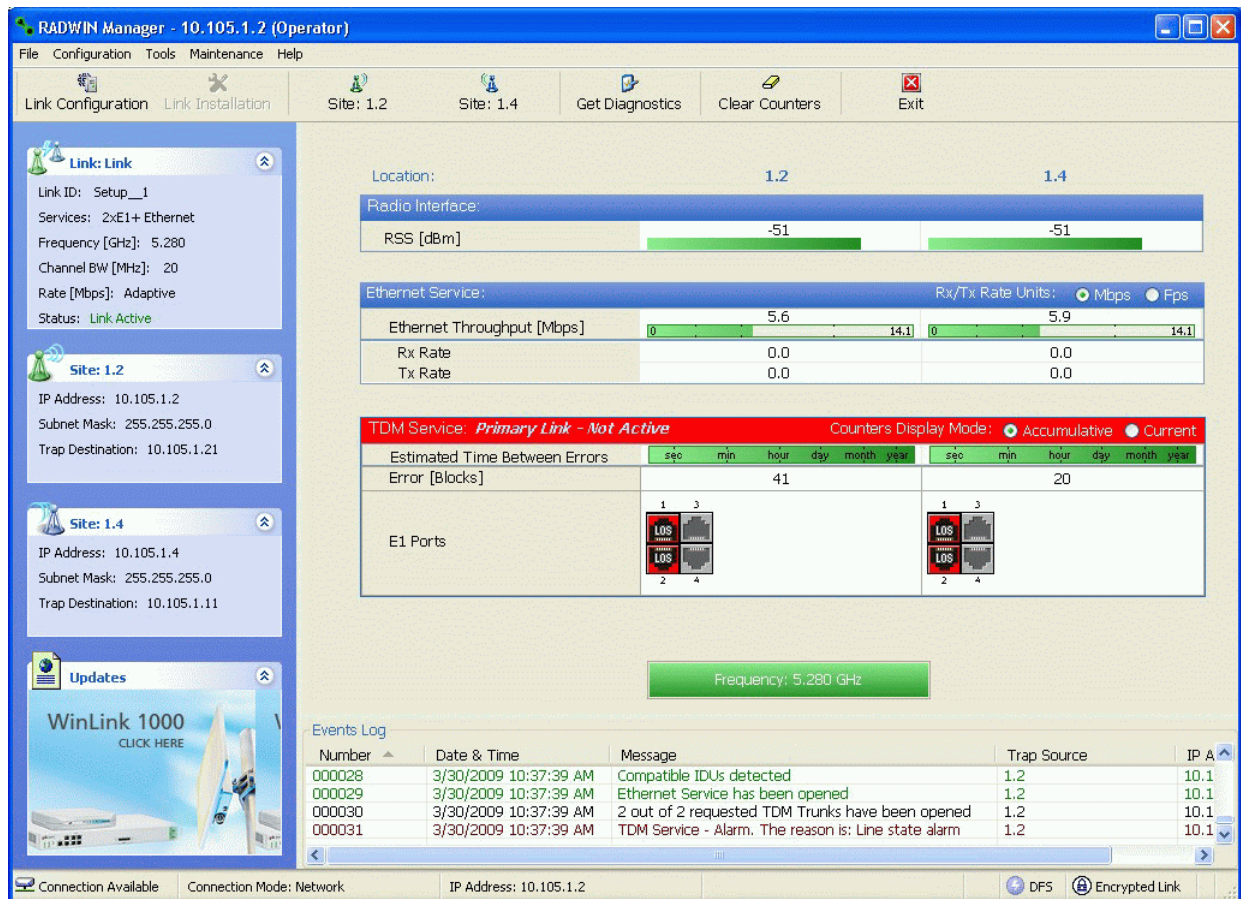 RADWIN Manager - 10.105.1.2 (Operator)
File Configuration Tools Maintenance Help
Link Configuration Link Installation Site: 1.2 Site: 1.4 Get Diagnostics Clear Counters Exit
Link: Link
Link ID: Setup__1
Services: 2xE1+ Ethernet
Frequency [GHz]: 5.280
Channel BW [MHz]: 20
Rate [Mbps]: Adaptive
Status: Link Active
Site: 1.2
IP Address: 10.105.1.2
Subnet Mask: 255.255.255.0
Trap Destination: 10.105.1.21
Site: 1.4
IP Address: 10.105.1.4
Subnet Mask: 255.255.255.0
Trap Destination: 10.105.1.11
Updates
WinLink 1000
CLICK HERE
Location: 1.2 1.4
Radio Interface:
RSS [dBm] -51 -51
Ethernet Service: Rx/Tx Rate Units: Mbps Fps
Ethernet Throughput [Mbps] 5.6 5.9
0 14.1 0 14.1
Rx Rate 0.0 0.0
Tx Rate 0.0 0.0
TDM Service: Primary Link - Not Active Counters Display Mode: Accumulative Current
Estimated Time Between Errors sec min hour day month year sec min hour day month year
Error [Blocks] 41 20
1 3 1 3
LOS LOS
E1 Ports
LOS LOS
2 4 2 4
Frequency: 5.280 GHz
Events Log
Number Date & Time Message Trap Source IP A
000028 3/30/2009 10:37:39 AM Compatible IDUs detected 1.2 10.1
000029 3/30/2009 10:37:39 AM Ethernet Service has been opened 1.2 10.1
000030 3/30/2009 10:37:39 AM 2 out of 2 requested TDM Trunks have been opened 1.2 10.1
000031 3/30/2009 10:37:39 AM TDM Service - Alarm. The reason is: Line state alarm 1.2 10.1
Connection Available Connection Mode: Network IP Address: 10.105.1.2 DFS Encrypted Link